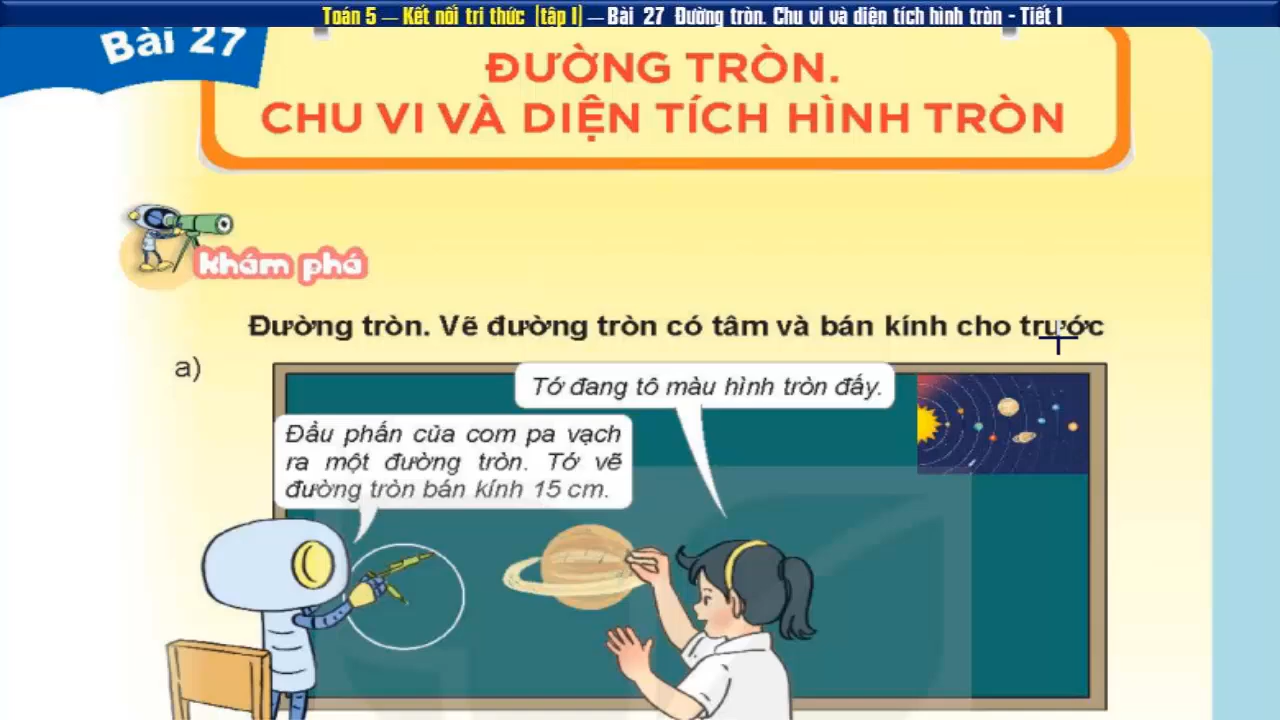 Toán 5 – Kết nối tri thức [tập 1] – Bài 27 Đường tròn. Chu vi và diện tích hình tròn - Tiết 1
Bài 27
ĐƯỜNG TRÒN.
CHU VI VÀ DIỆN TÍCH HÌNH TRÒN
Khám phá
Đường tròn. Vẽ đường tròn có tâm và bán kính cho trước
a)
Tớ đang tô màu hình tròn đấy.
Đầu phấn của com pa vạch
ra một đường tròn. Tớ vẽ
đường tròn bán kính 15 cm.